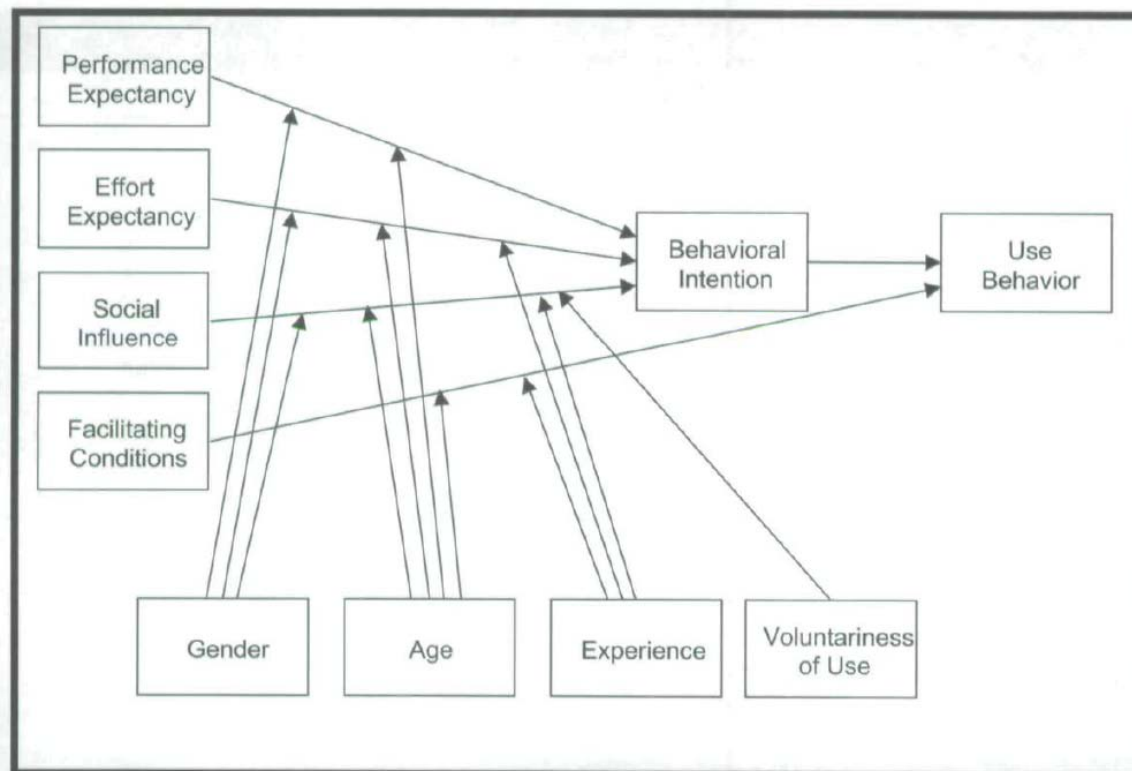 Performance
Expectancy
Effort
Expectancy
Social
Influence
Facilitating
Conditions
Behavioral
Intention
Use
Behavior
Gender
Age
Experience
Voluntariness
of Use